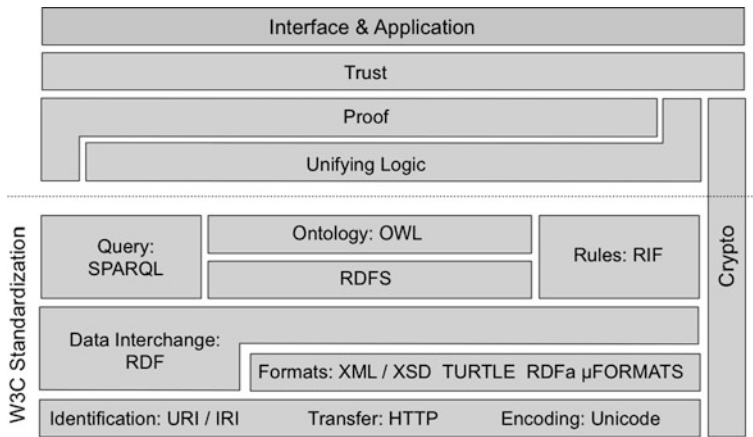 Interface & Application
Trust
Proof
Unifying Logic
Query:
SPARQL
Ontology: OWL
RDFS
Rules: RIF
Crypto
W3C Standardization
Data Interchange:
RDF
Formats: XML / XSD TURTLE RDFa µFORMATS
Identification: URI / IRI Transfer: HTTP Encoding: Unicode